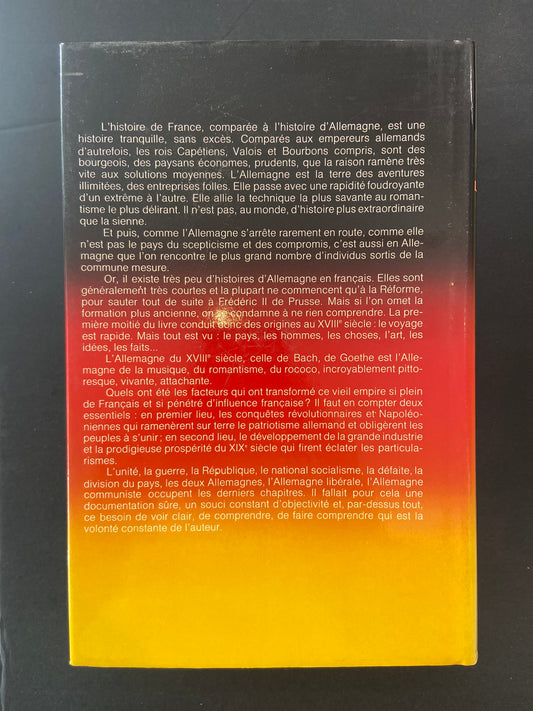 L'histoire de France, comparée à l'histoire d'Allemagne, est une
histoire tranquille, sans excès. Comparés aux empereurs allemands
d'autrefois, les rois Capétiens, Valois et Bourbons compris, sont des
bourgeois, des paysans économes, prudents, que la raison ramène très
vite aux solutions moyennes. L'Allemagne est la terre des aventures
illimitées, des entreprises folles. Elle passe avec une rapidité foudroyante
d'un extrême à l'autre. Elle allie la technique la plus savante au roman-
tisme le plus délirant. Il n'est pas, au monde, d'histoire plus extraordinaire
que la sienne.
Et puis, comme l'Allemagne s'arrête rarement en route, comme elle
n'est pas le pays du scepticisme et des compromis, c'est aussi en Alle-
magne que l'on rencontre le plus grand nombre d'individus sortis de la
commune mesure.
Or, il existe très peu d'histoires d'Allemagne en français. Elles sont
généralement très courtes et la plupart ne commencent qu'à la Réforme,
pour sauter tout de suite à Frédéric II de Prusse. Mais si l'on omet la
formation plus ancienne, on condamne à ne rien comprendre. La pre-
mière moitié du livre conduit donc des origines au XVIIIe siècle : le voyage
est rapide. Mais tout est vu : le pays, les hommes, les choses, l'art, les
idées, les faits...
L'Allemagne du XVIIIe siècle, celle de Bach, de Goethe est l'Alle-
magne de la musique, du romantisme, du rococo, incroyablement pitto-
resque, vivante, attachante.
Quels ont été les facteurs qui ont transformé ce vieil empire si plein
de Français et si pénétré d'influence française ? Il faut en compter deux
essentiels : en premier lieu, les conquêtes révolutionnaires et Napoléo-
niennes qui ramenèrent sur terre le patriotisme allemand et obligèrent les
peuples à s'unir ; en second lieu, le développement de la grande industrie
et la prodigieuse prospérité du XIXe siècle qui firent éclater les particula-
rismes.
L'unité, la guerre, la République, le national socialisme, la défaite, la
division du pays, les deux Allemagnes, l'Allemagne libérale, l'Allemagne
communiste occupent les derniers chapitres. Il fallait pour cela une
documentation sûre, un souci constant d'objectivité et, par-dessus tout,
ce besoin de voir clair, de comprendre, de faire comprendre qui est la
volonté constante de l'auteur.